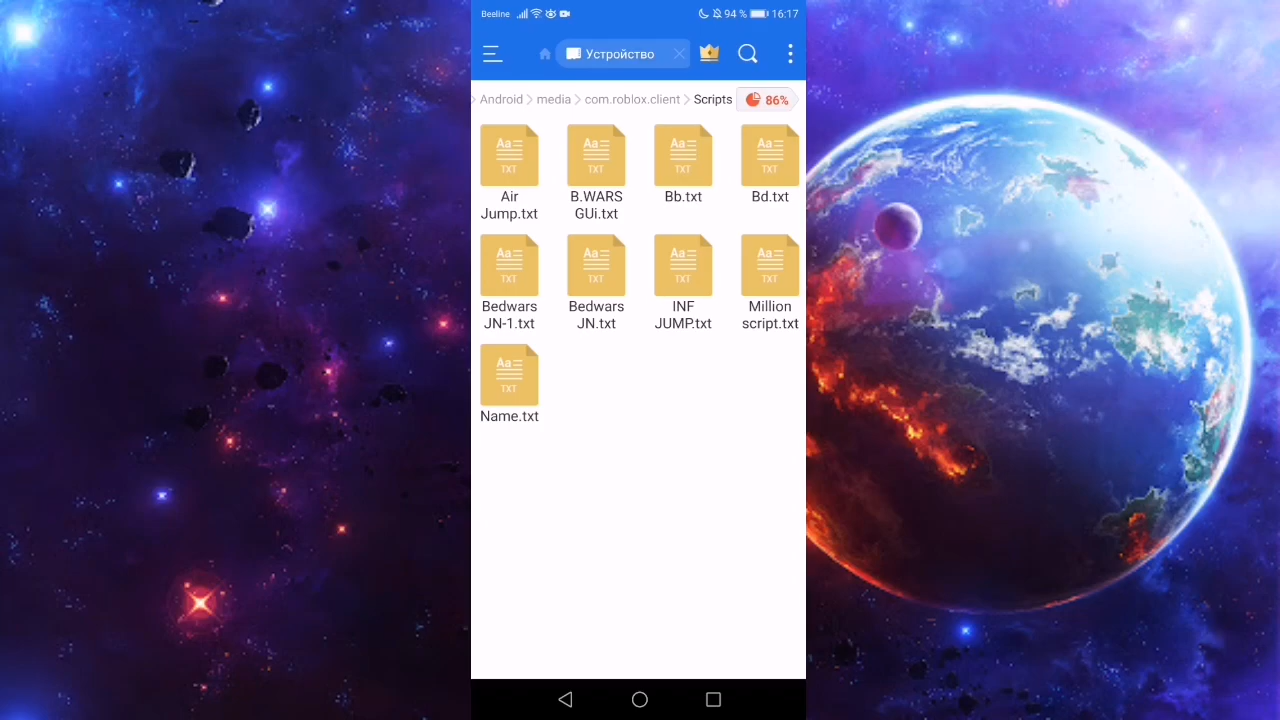 Beeline 94 % 16:17
Устройство
Android media com.roblox.client Scripts 86%
Aa TXT Aa TXT Aa TXT Aa TXT
Air B.WARS Bb.txt Bd.txt
Jump.txt GUi.txt
Aa TXT Aa TXT Aa TXT Aa TXT
Bedwars Bedwars INF Million
JN-1.txt JN.txt JUMP.txt script.txt
Aa TXT
Name.txt